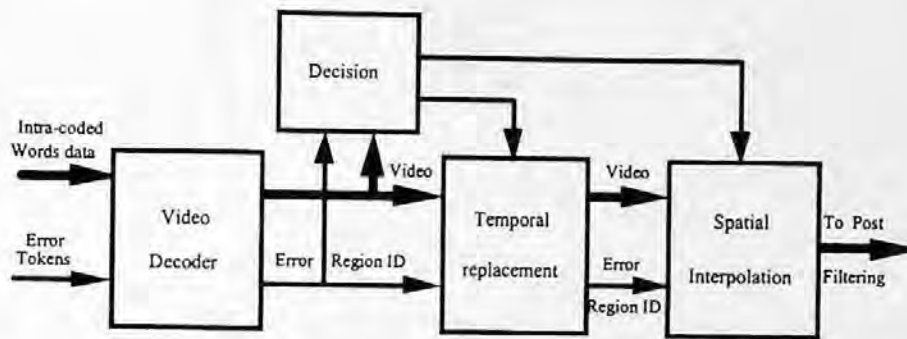 Decision
Intra-coded
Words data
Video
Decoder
Error
Tokens
Video
Error Region ID
Temporal
replacement
Video
Error
Region ID
Spatial
Interpolation
To Post
Filtering